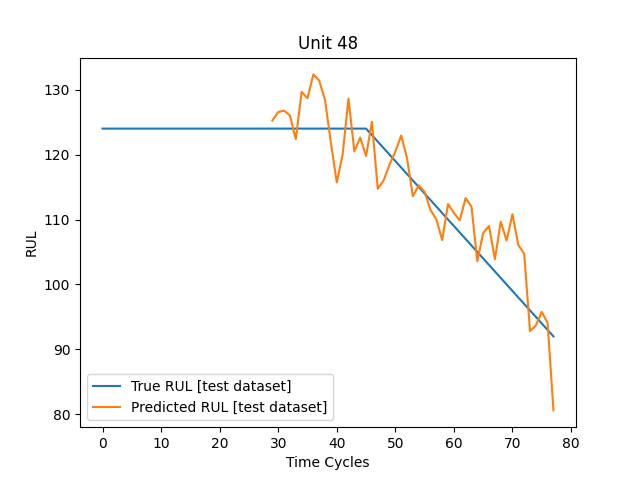 Unit 48
RUL
130
120
110
100
90
80
True RUL [test dataset]
Predicted RUL [test dataset]
0 10 20 30 40 50 60 70 80
Time Cycles